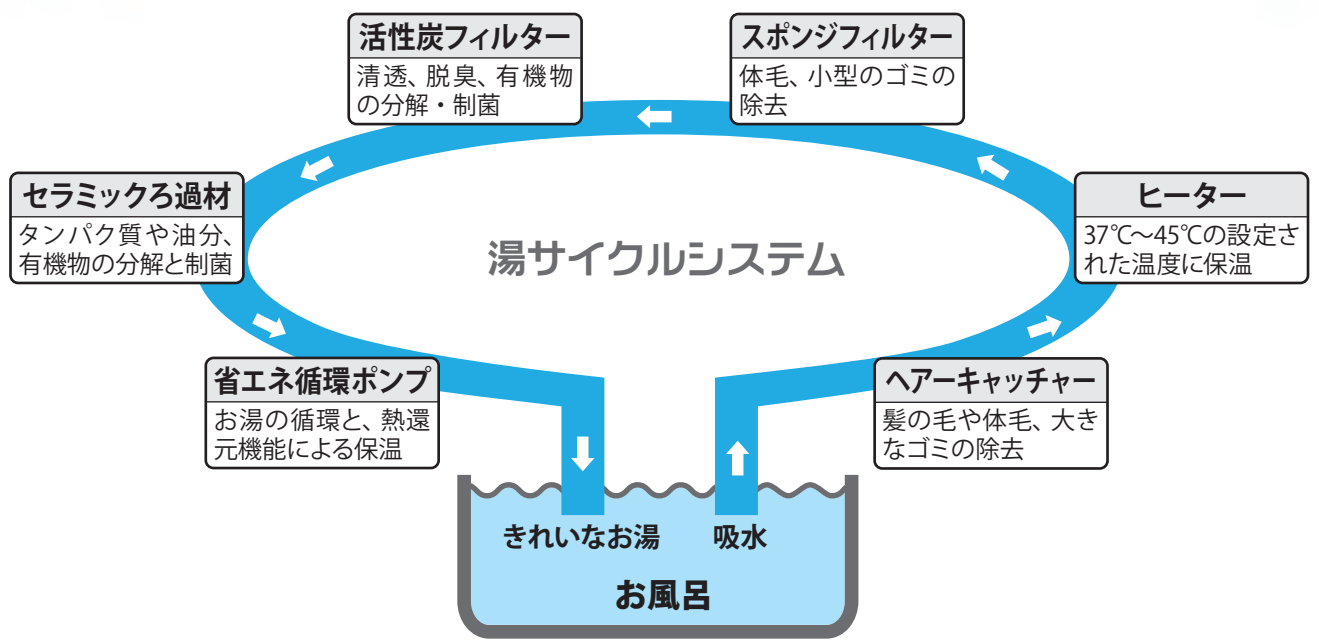 活性炭フィルター
清透、脱臭、有機物
の分解・制菌
スポンジフィルター
体毛、小型のゴミの
除去
セラミックろ過材
タンパク質や油分、
有機物の分解と制菌
湯サイクルシステム
ヒーター
37℃〜45℃の設定さ
れた温度に保温
省エネ循環ポンプ
お湯の循環と、熱還
元機能による保温
ヘアーキャッチャー
髪の毛や体毛、大き
なゴミの除去
きれいなお湯
吸水
お風呂